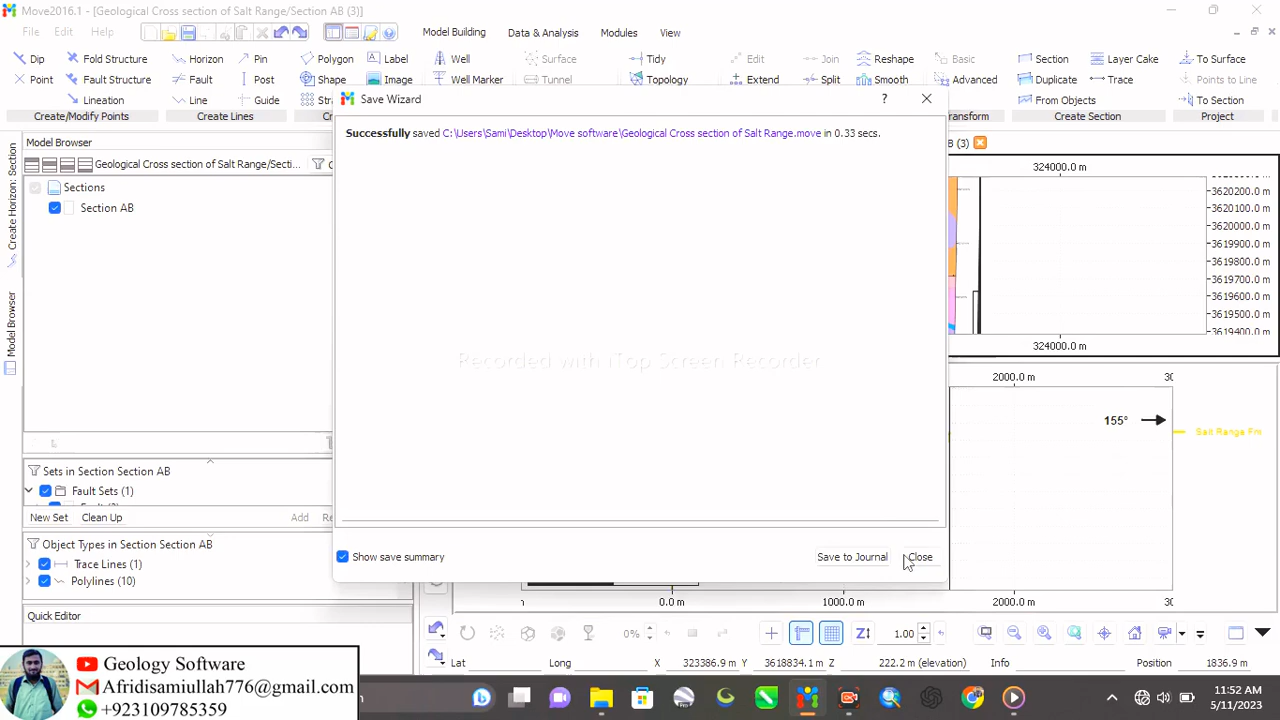 Move2016.1 - [Geological Cross section of Salt Range/Section AB (3)]
File Edit Help Model Building Data & Analysis Modules View
Dip Fold Structure Horizon Pin Polygon Label Well Surface Tidy Edit Join Reshape Basic Section Layer Cake To Surface
Point Fault Structure Fault Post Shape Image Well Marker Tunnel Topology Extend Split Smooth Advanced Duplicate Trace Points to Line
Lineation Line Guide From Objects To Section
Create/Modify Points Create Lines Create Section Project
Save Wizard
?
Successfully saved C:\Users\Sami\Desktop\Move software\Geological Cross section of Salt Range.move in 0.33 secs.
Recorded with iTop Screen Recorder
Show save summary
Save to Journal Close
Create Horizon: Section
Model Browser
Model Browser
Geological Cross section of Salt Range/Secti...
Sections
Section AB
Sets in Section Section AB
Fault Sets (1)
New Set Clean Up Add
Object Types in Section Section AB
Trace Lines (1)
Polylines (10)
Quick Editor
B (3)
324000.0 m
3620200.0 m
3620100.0 m
3620000.0 m
3619900.0 m
3619800.0 m
3619700.0 m
3619600.0 m
3619500.0 m
3619400.0 m
324000.0 m
2000.0 m
155°
Salt Range Fm
0.0 m 1000.0 m 2000.0 m
0% 1.00
Lat Long X 323386.9 m Y 3618634.1 m Z 222.2 m (elevation) Info Position 1836.9 m
Geology Software
Afridisamiullah776@gmail.com
+923109785359
11:52 AM
5/11/2023